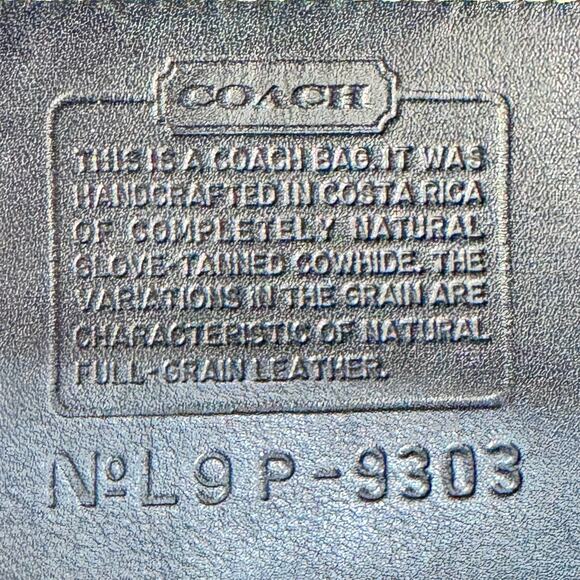 COACH
THIS IS A COACH BAG. IT WAS
HANDCRAFTED IN COSTA RICA
OF COMPLETELY NATURAL
GLOVE-TANNED COWHIDE. THE
VARIATIONS IN THE GRAIN ARE
CHARACTERISTIC OF NATURAL
FULL-GRAIN LEATHER.
Nº L9P-9303